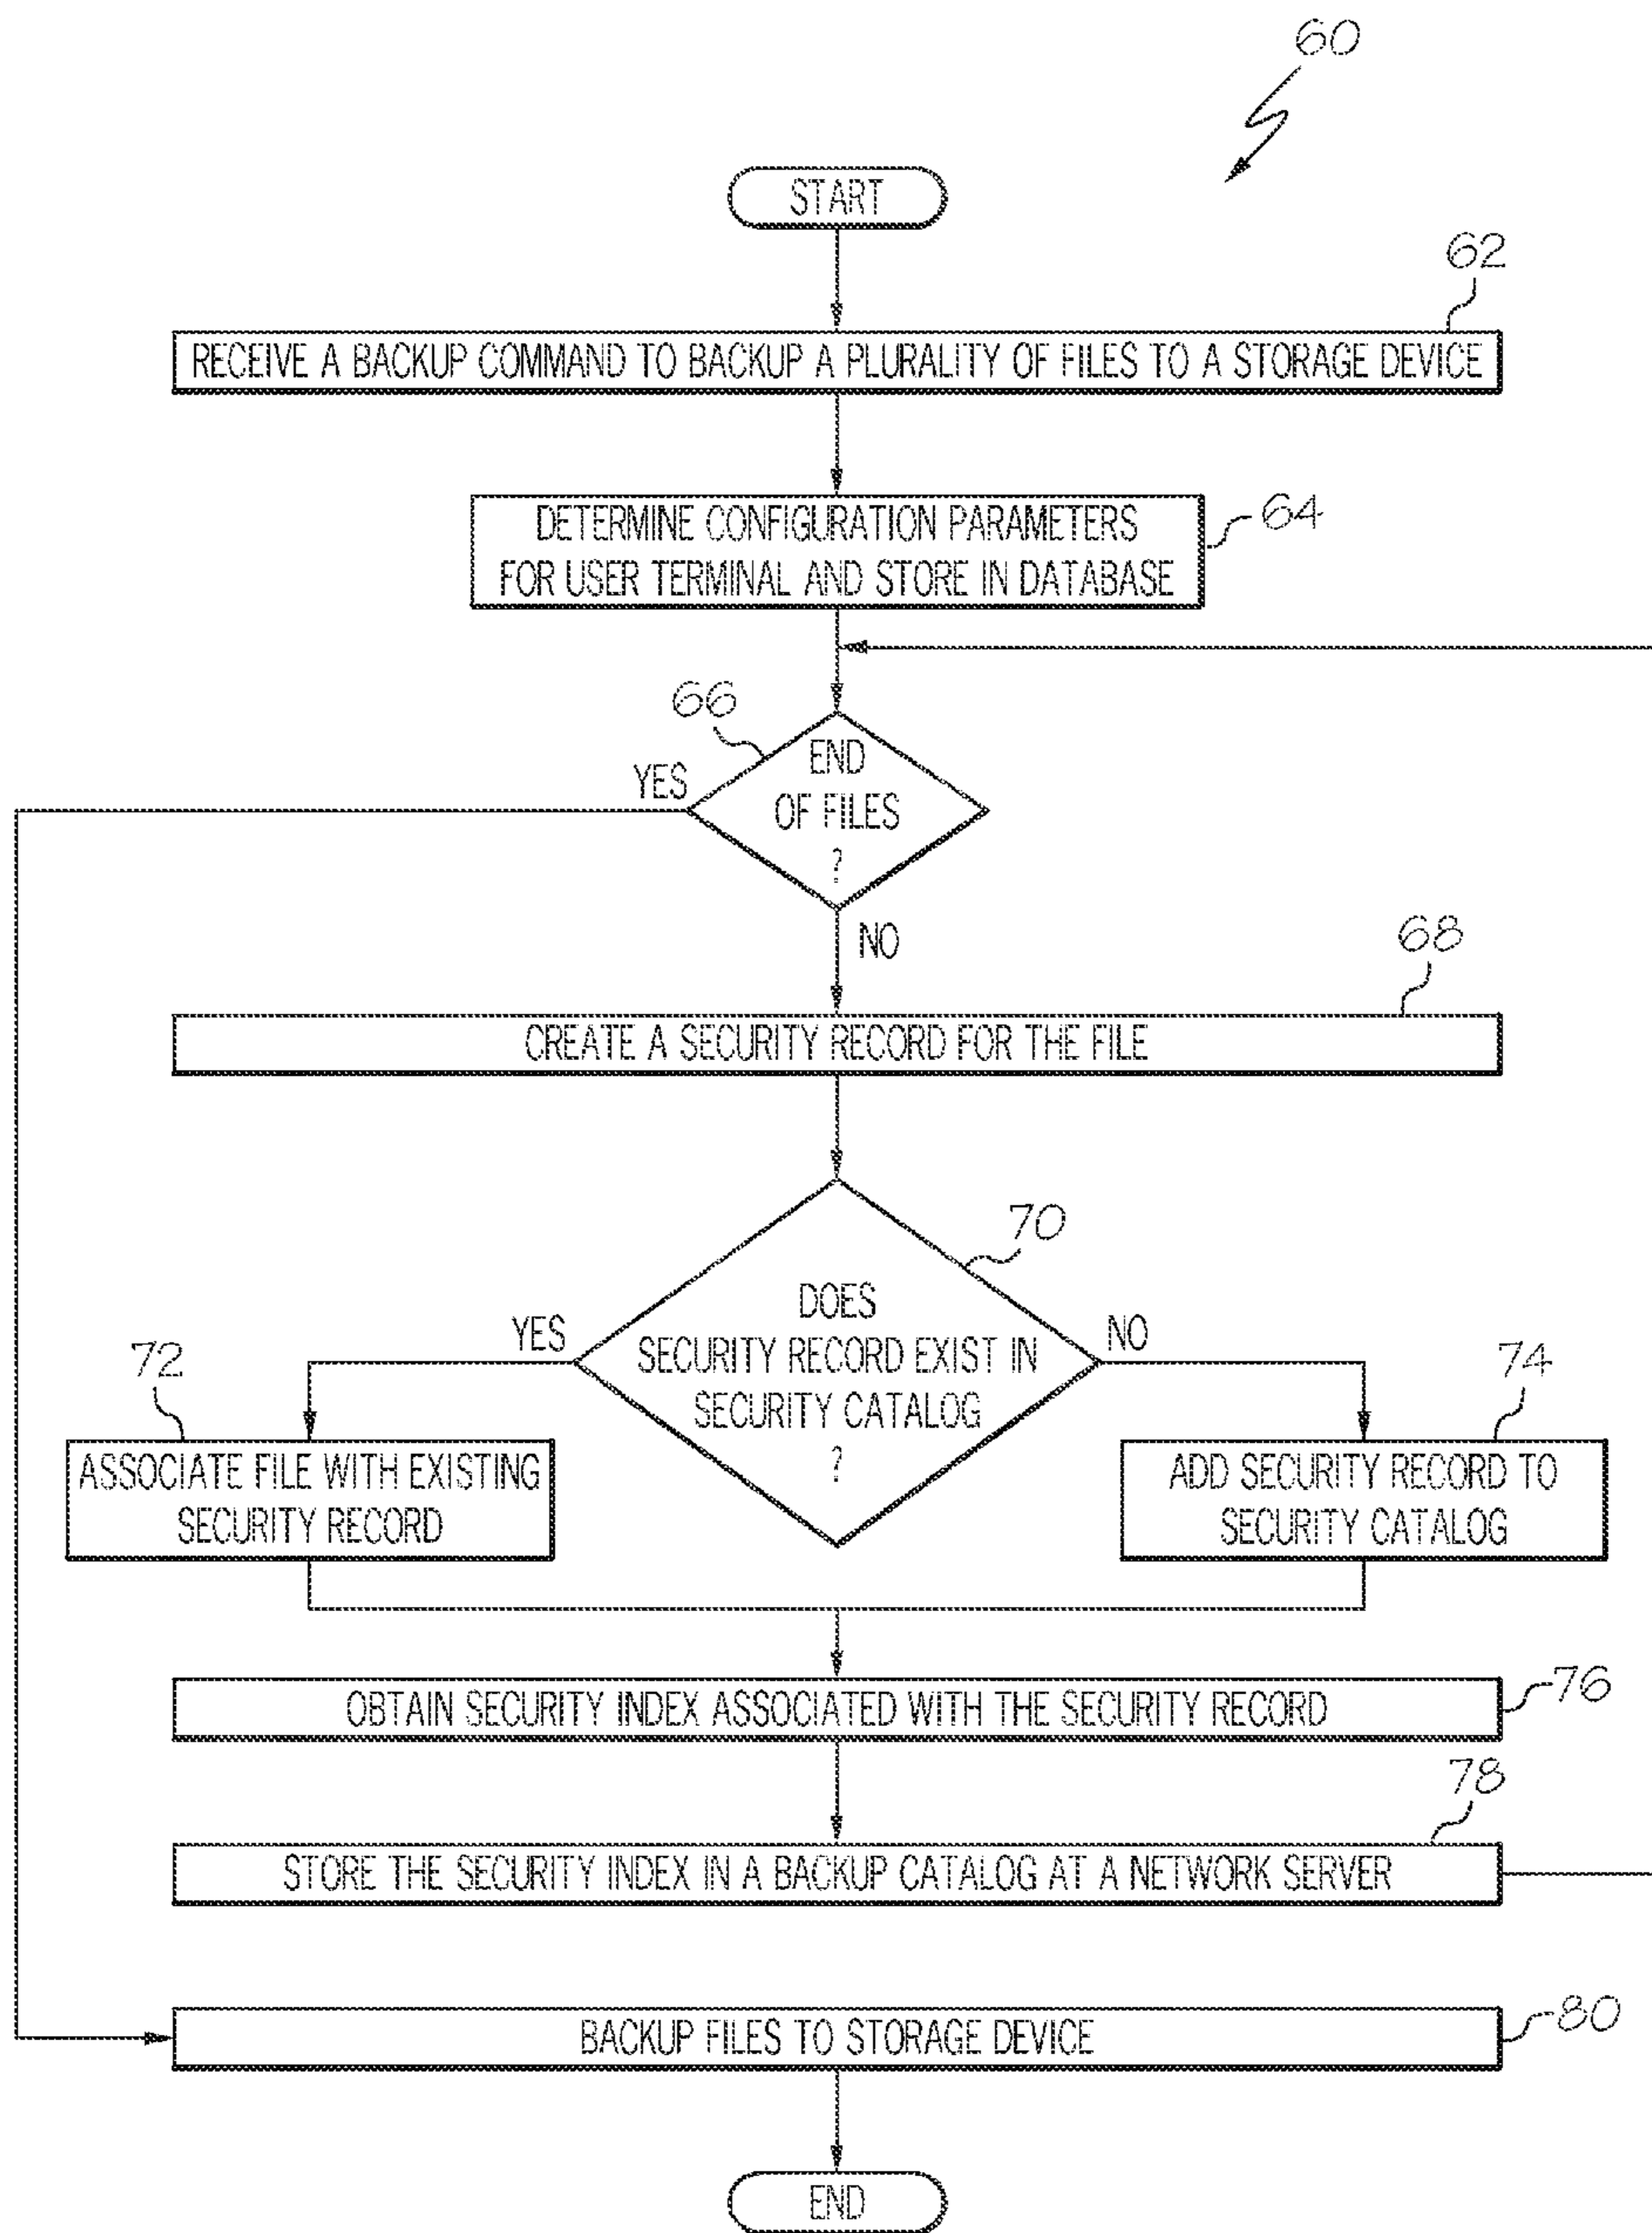 60
START
62
RECEIVE A BACKUP COMMAND TO BACKUP A PLURALITY OF FILES TO A STORAGE DEVICE
DETERMINE CONFIGURATION PARAMETERS
FOR USER TERMINAL AND STORE IN DATABASE
64
66
YES
END
OF FILES
?
NO
68
CREATE A SECURITY RECORD FOR THE FILE
70
DOES
SECURITY RECORD EXIST IN
SECURITY CATALOG
?
YES
NO
72
ASSOCIATE FILE WITH EXISTING
SECURITY RECORD
74
ADD SECURITY RECORD TO
SECURITY CATALOG
OBTAIN SECURITY INDEX ASSOCIATED WITH THE SECURITY RECORD
76
78
STORE THE SECURITY INDEX IN A BACKUP CATALOG AT A NETWORK SERVER
BACKUP FILES TO STORAGE DEVICE
80
END